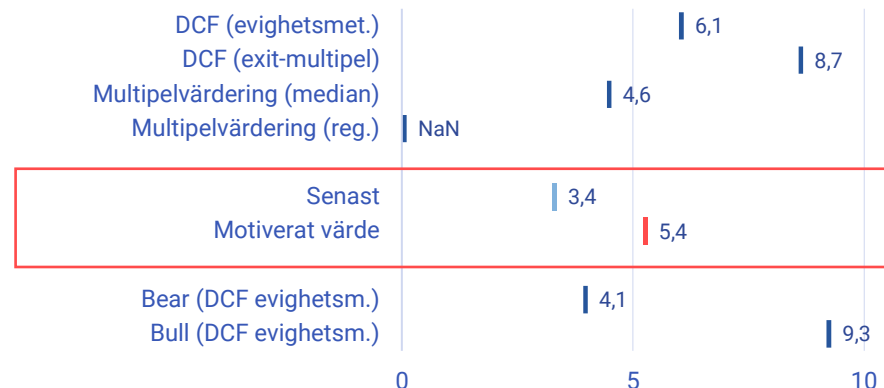 DCF (evighetsmet.) 6,1
DCF (exit-multipel) 8,7
Multipelvärdering (median) 4,6
Multipelvärdering (reg.) NaN
Senast 3,4
Motiverat värde 5,4
Bear (DCF evighetsm.) 4,1
Bull (DCF evighetsm.) 9,3
0 5 10